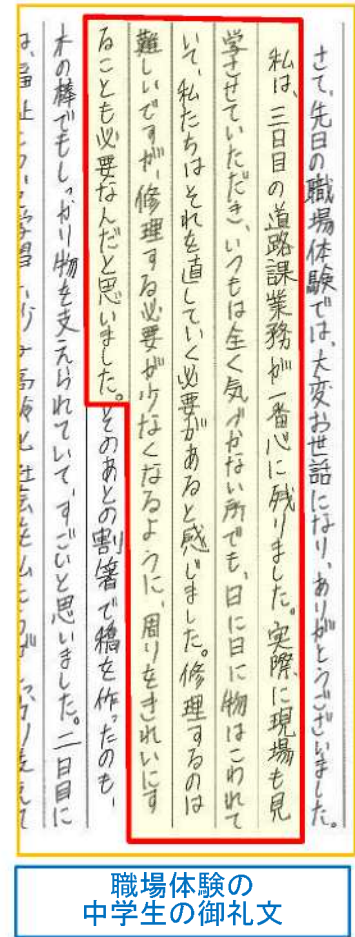 さて、先日の職場体験では、大変お世話になり、ありがとうございました。
私は、三日目の道路課業務が一番心に残りました。実際に現場も見
学させていただき、いつもは全く気づかない所でも、日に日に物はこわれて
いて、私たちはそれを直していく必要があると感じました。修理するのは
難しいですが、修理する必要が少なくなるように、周りをきれいにす
ることも必要なんだと思いました。そのあとの割箸で橋を作ったのも、
木の棒でもしっかり物を支えられていて、すごいと思いました。二日目に
職場体験の
中学生の御礼文